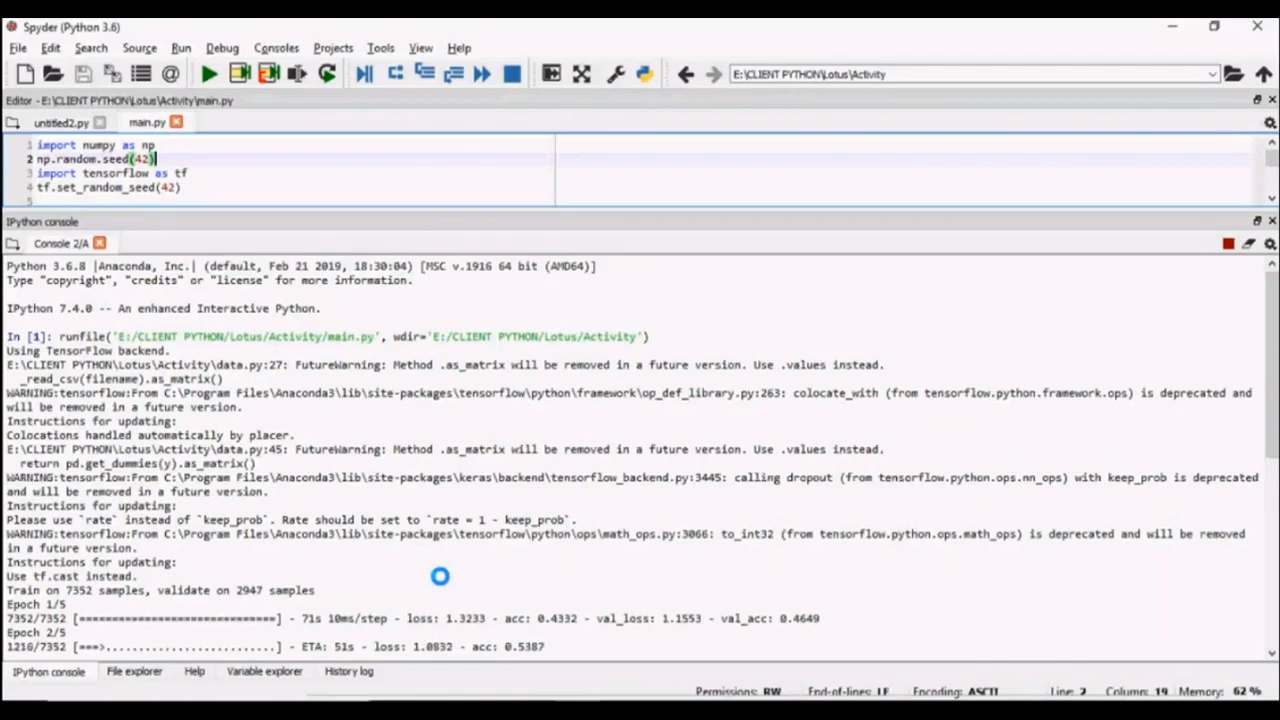 Spyder (Python 3.6)
File Edit Search Source Run Debug Consoles Projects Tools View Help
E:\CLIENT PYTHON\Lotus\Activity
Editor - E:\CLIENT PYTHON\Lotus\Activity\main.py
untitled2.py main.py
1 import numpy as np
2 np.random.seed(42)
3 import tensorflow as tf
4 tf.set_random_seed(42)
5
IPython console
Console 2/A
Python 3.6.8 |Anaconda, Inc.| (default, Feb 21 2019, 18:30:04) [MSC v.1916 64 bit (AMD64)]
Type "copyright", "credits" or "license" for more information.
IPython 7.4.0 -- An enhanced Interactive Python.
In [1]: runfile('E:/CLIENT PYTHON/Lotus/Activity/main.py', wdir='E:/CLIENT PYTHON/Lotus/Activity')
Using TensorFlow backend.
E:\CLIENT PYTHON\Lotus\Activity\data.py:27: FutureWarning: Method .as_matrix will be removed in a future version. Use .values instead.
_read_csv(filename).as_matrix()
WARNING:tensorflow:From C:\Program Files\Anaconda3\lib\site-packages\tensorflow\python\framework\op_def_library.py:263: colocate_with (from tensorflow.python.framework.ops) is deprecated and
will be removed in a future version.
Instructions for updating:
Colocations handled automatically by placer.
E:\CLIENT PYTHON\Lotus\Activity\data.py:45: FutureWarning: Method .as_matrix will be removed in a future version. Use .values instead.
return pd.get_dummies(y).as_matrix()
WARNING:tensorflow:From C:\Program Files\Anaconda3\lib\site-packages\keras\backend\tensorflow_backend.py:3445: calling dropout (from tensorflow.python.ops.nn_ops) with keep_prob is deprecated
and will be removed in a future version.
Instructions for updating:
Please use `rate` instead of `keep_prob`. Rate should be set to `rate = 1 - keep_prob`.
WARNING:tensorflow:From C:\Program Files\Anaconda3\lib\site-packages\tensorflow\python\ops\math_ops.py:3066: to_int32 (from tensorflow.python.ops.math_ops) is deprecated and will be removed
in a future version.
Instructions for updating:
Use tf.cast instead.
Train on 7352 samples, validate on 2947 samples
Epoch 1/5
7352/7352 [==============================] - 71s 10ms/step - loss: 1.3233 - acc: 0.4332 - val_loss: 1.1553 - val_acc: 0.4649
Epoch 2/5
1216/7352 [===>..........................] - ETA: 51s - loss: 1.0832 - acc: 0.5387
IPython console File explorer Help Variable explorer History log
Permissions: RW End-of-lines: LF Encoding: ASCII Line: 2 Column: 19 Memory: 62 %